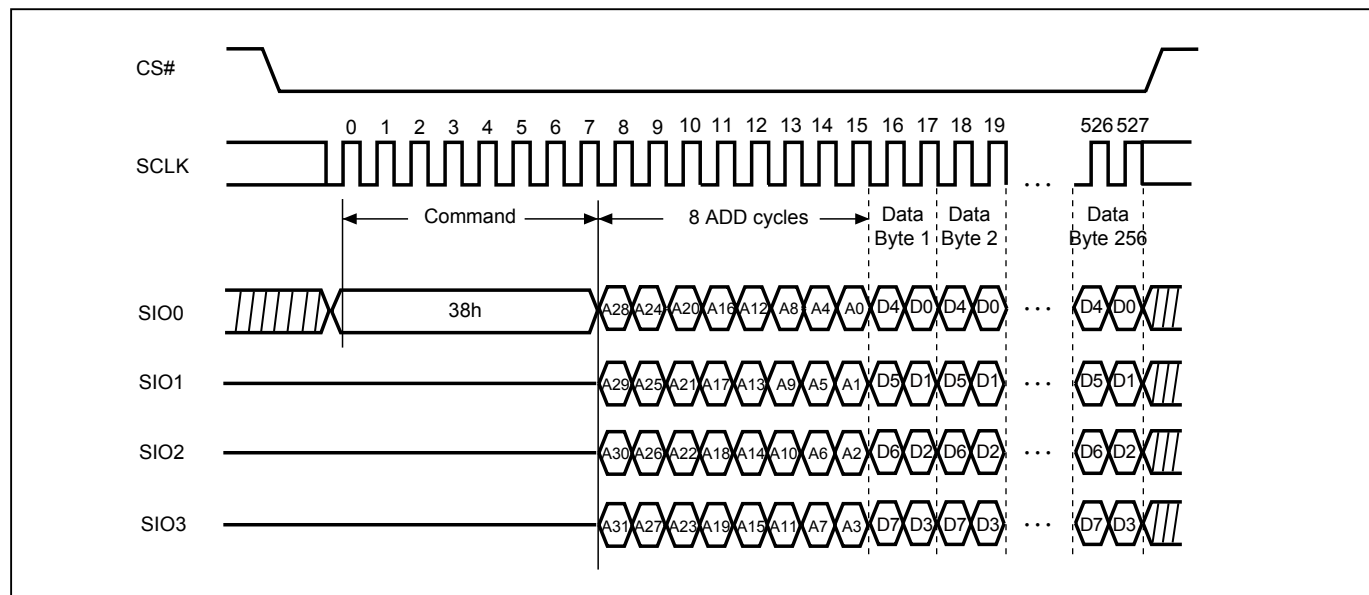 CS#
0 1 2 3 4 5 6 7 8 9 10 11 12 13 14 15 16 17 18 19 526 527
SCLK
...
Command 8 ADD cycles Data Byte 1 Data Byte 2 Data Byte 256
SIO0 38h A28 A24 A20 A16 A12 A8 A4 A0 D4 D0 D4 D0 ... D4 D0
SIO1 A29 A25 A21 A17 A13 A9 A5 A1 D5 D1 D5 D1 ... D5 D1
SIO2 A30 A26 A22 A18 A14 A10 A6 A2 D6 D2 D6 D2 ... D6 D2
SIO3 A31 A27 A23 A19 A15 A11 A7 A3 D7 D3 D7 D3 ... D7 D3